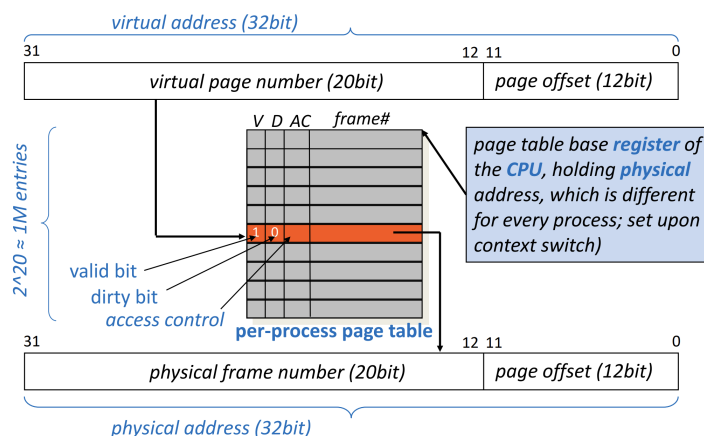 virtual address (32bit)
31 12 11 0
virtual page number (20bit) page offset (12bit)
V D AC frame#
page table base register of
the CPU, holding physical
address, which is different
for every process; set upon
context switch)
2^20 ≈ 1M entries
1 0
valid bit
dirty bit
access control
per-process page table
31 12 11 0
physical frame number (20bit) page offset (12bit)
physical address (32bit)